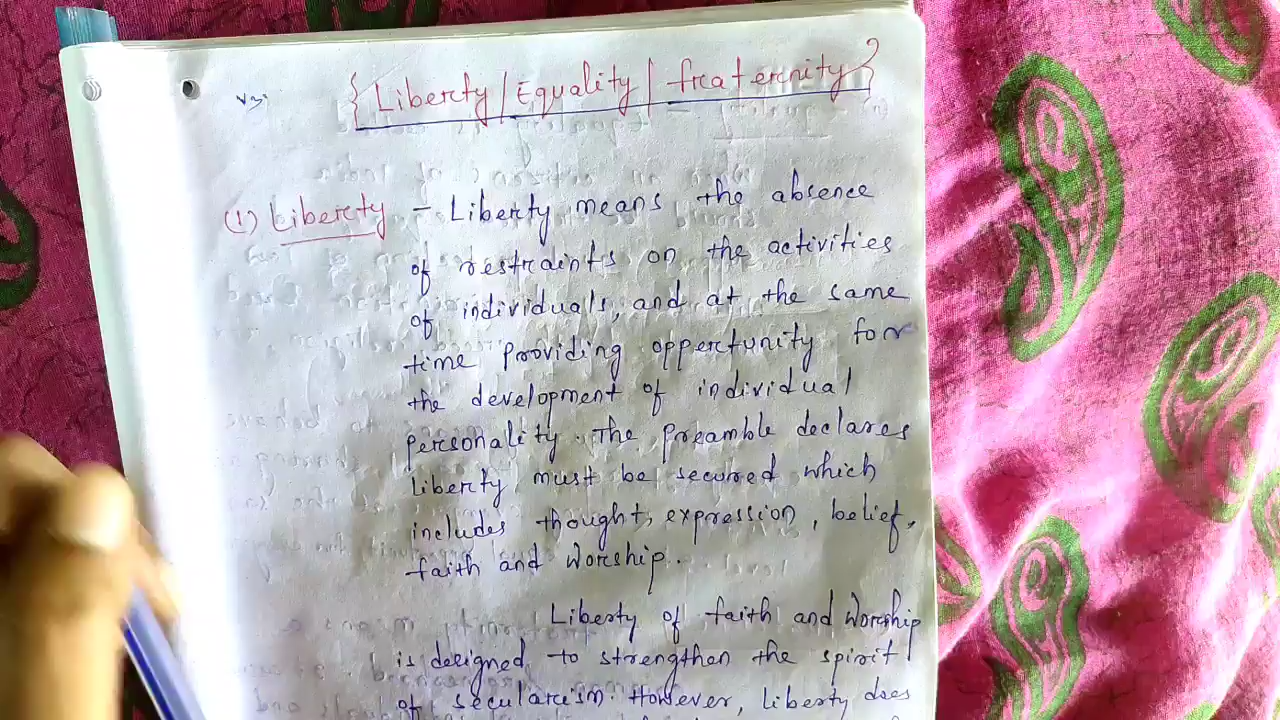 {Liberty/Equality/fraternity}
(1) Liberty - Liberty means the absence
of restraints on the activities
of individuals, and at the same
time providing oppertunity for
the development of individual
personality. The preamble declares
liberty must be secured which
includes thought, expression, belief,
faith and worship.
Liberty of faith and worship
is designed to strengthen the spirit
of secularism. However, liberty does